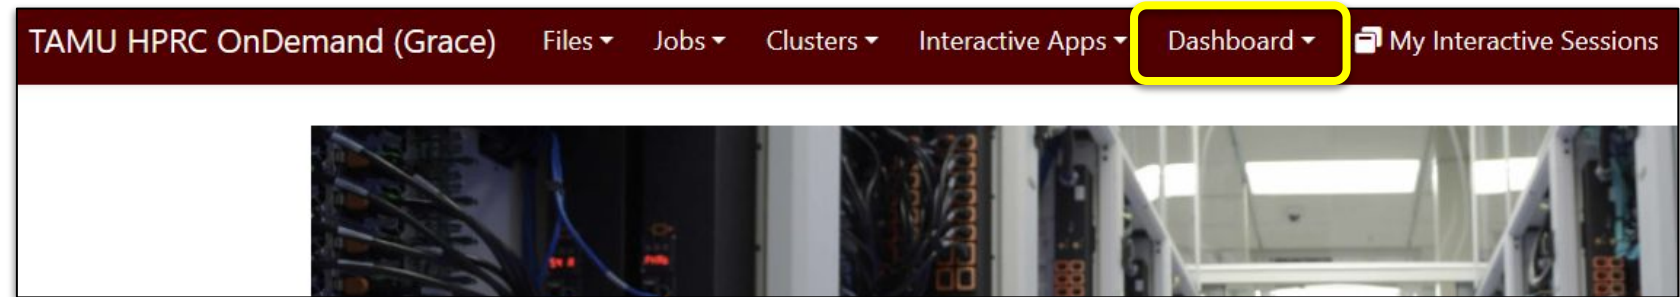 TAMU HPRC OnDemand (Grace) Files Jobs Clusters Interactive Apps Dashboard My Interactive Sessions